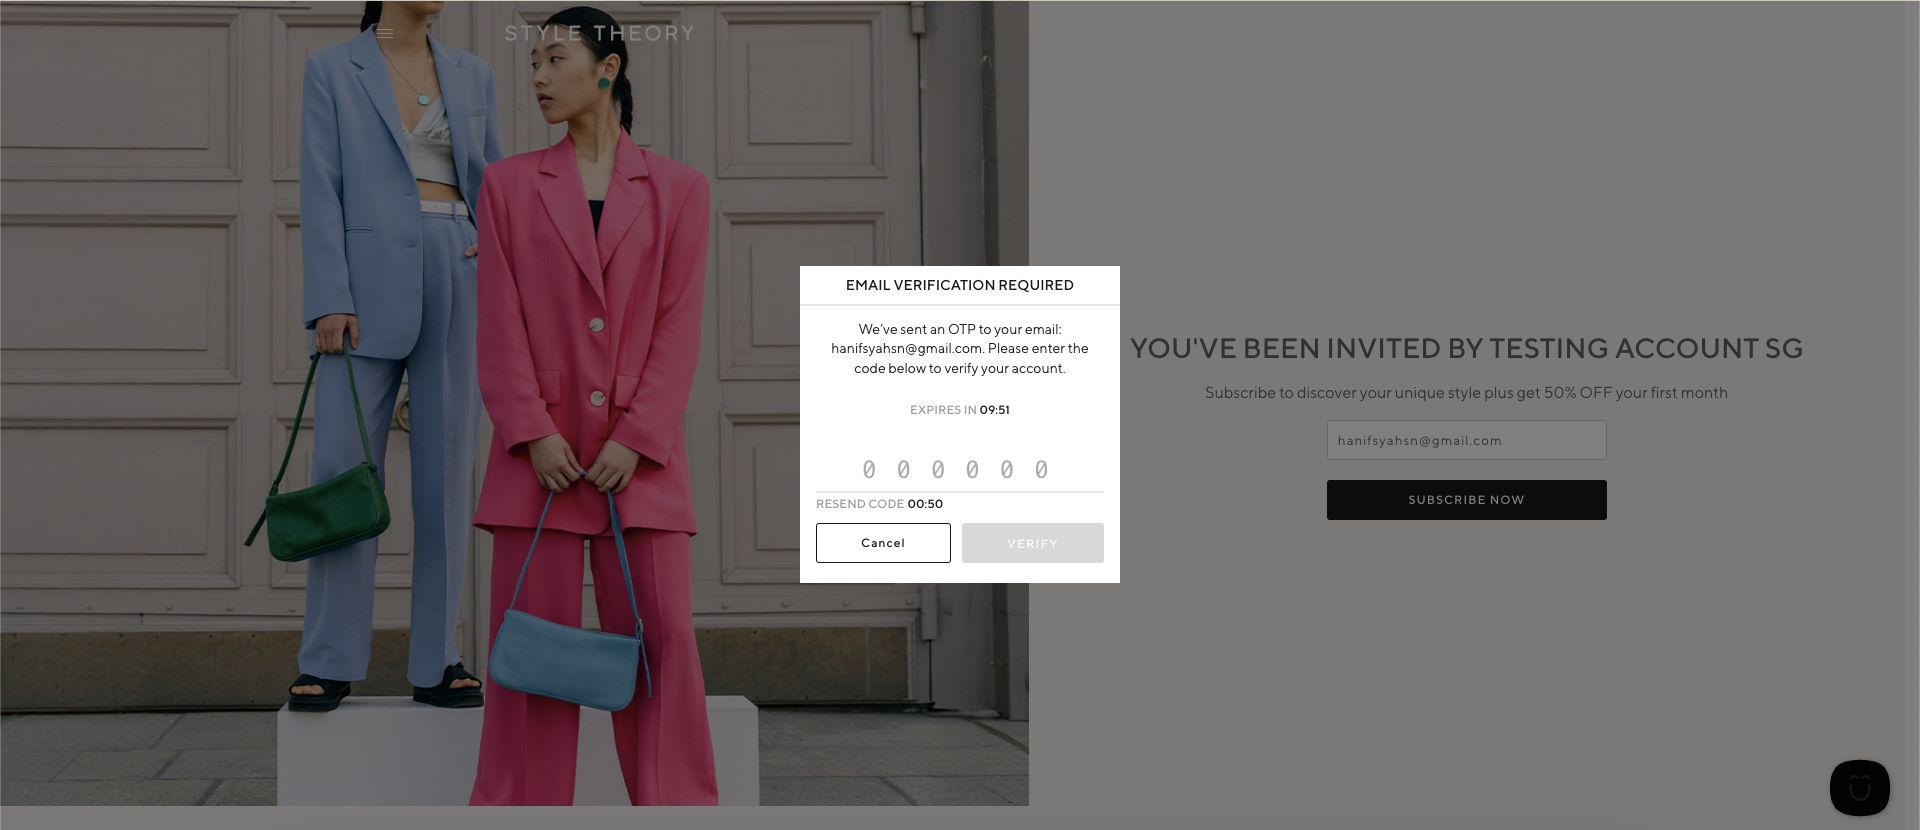 STYLE THEORY
EMAIL VERIFICATION REQUIRED
We've sent an OTP to your email:
hanifsyahsn@gmail.com. Please enter the
code below to verify your account.
EXPIRES IN 09:51
0 0 0 0 0 0
RESEND CODE 00:50
Cancel
VERIFY
YOU'VE BEEN INVITED BY TESTING ACCOUNT SG
Subscribe to discover your unique style plus get 50% OFF your first month
hanifsyahsn@gmail.com
SUBSCRIBE NOW